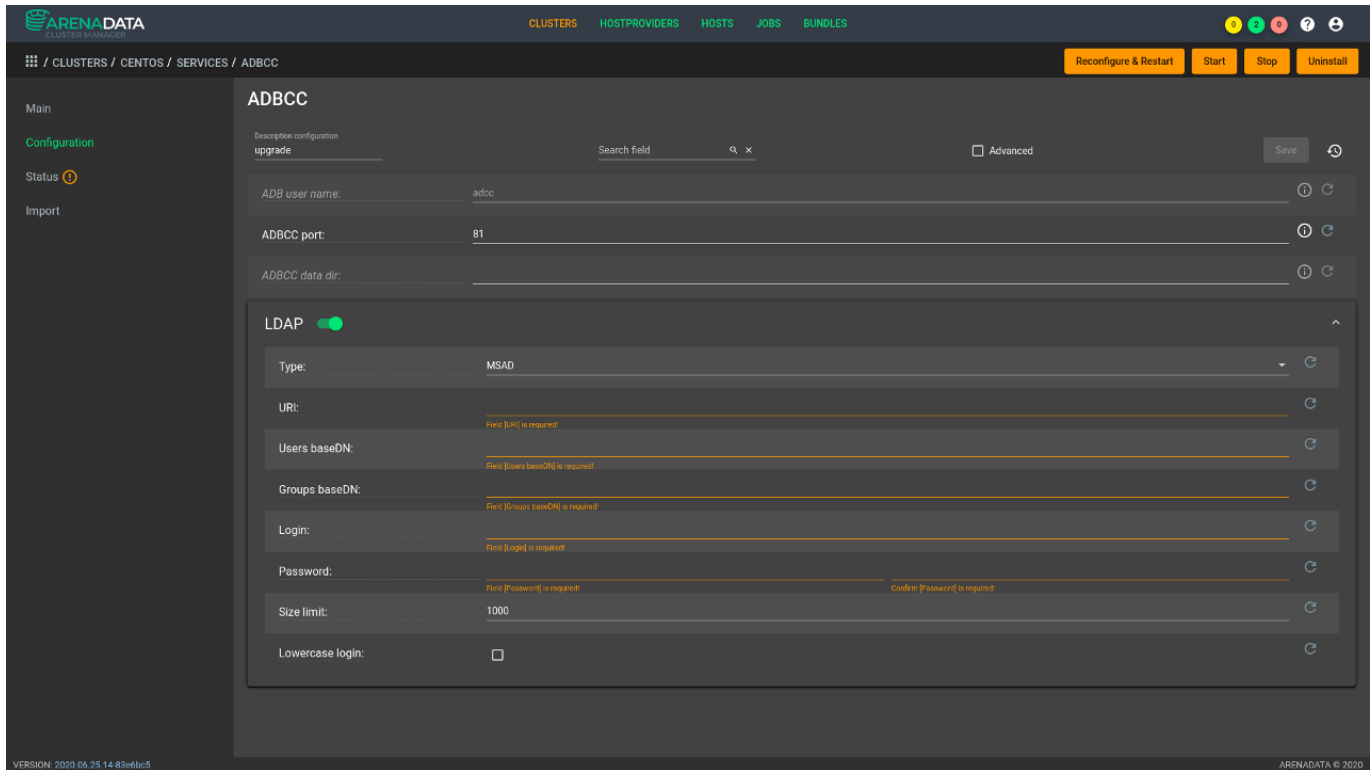 ARENADATA
CLUSTER MANAGER
CLUSTERS HOSTPROVIDERS HOSTS JOBS BUNDLES
0 2 0
/ CLUSTERS / CENTOS / SERVICES / ADBCC
Reconfigure & Restart Start Stop Uninstall
Main
Configuration
Status
Import
ADBCC
Description configuration
upgrade
Search field
Advanced
Save
ADB user name: adcc
ADBCC port: 81
ADBCC data dir:
LDAP
Type: MSAD
URI:
Field [URI] is required!
Users baseDN:
Field [Users baseDN] is required!
Groups baseDN:
Field [Groups baseDN] is required!
Login:
Field [Login] is required!
Password:
Field [Password] is required! Confirm [Password] is required!
Size limit: 1000
Lowercase login:
VERSION: 2020.06.25.14-83e6bc5
ARENADATA © 2020